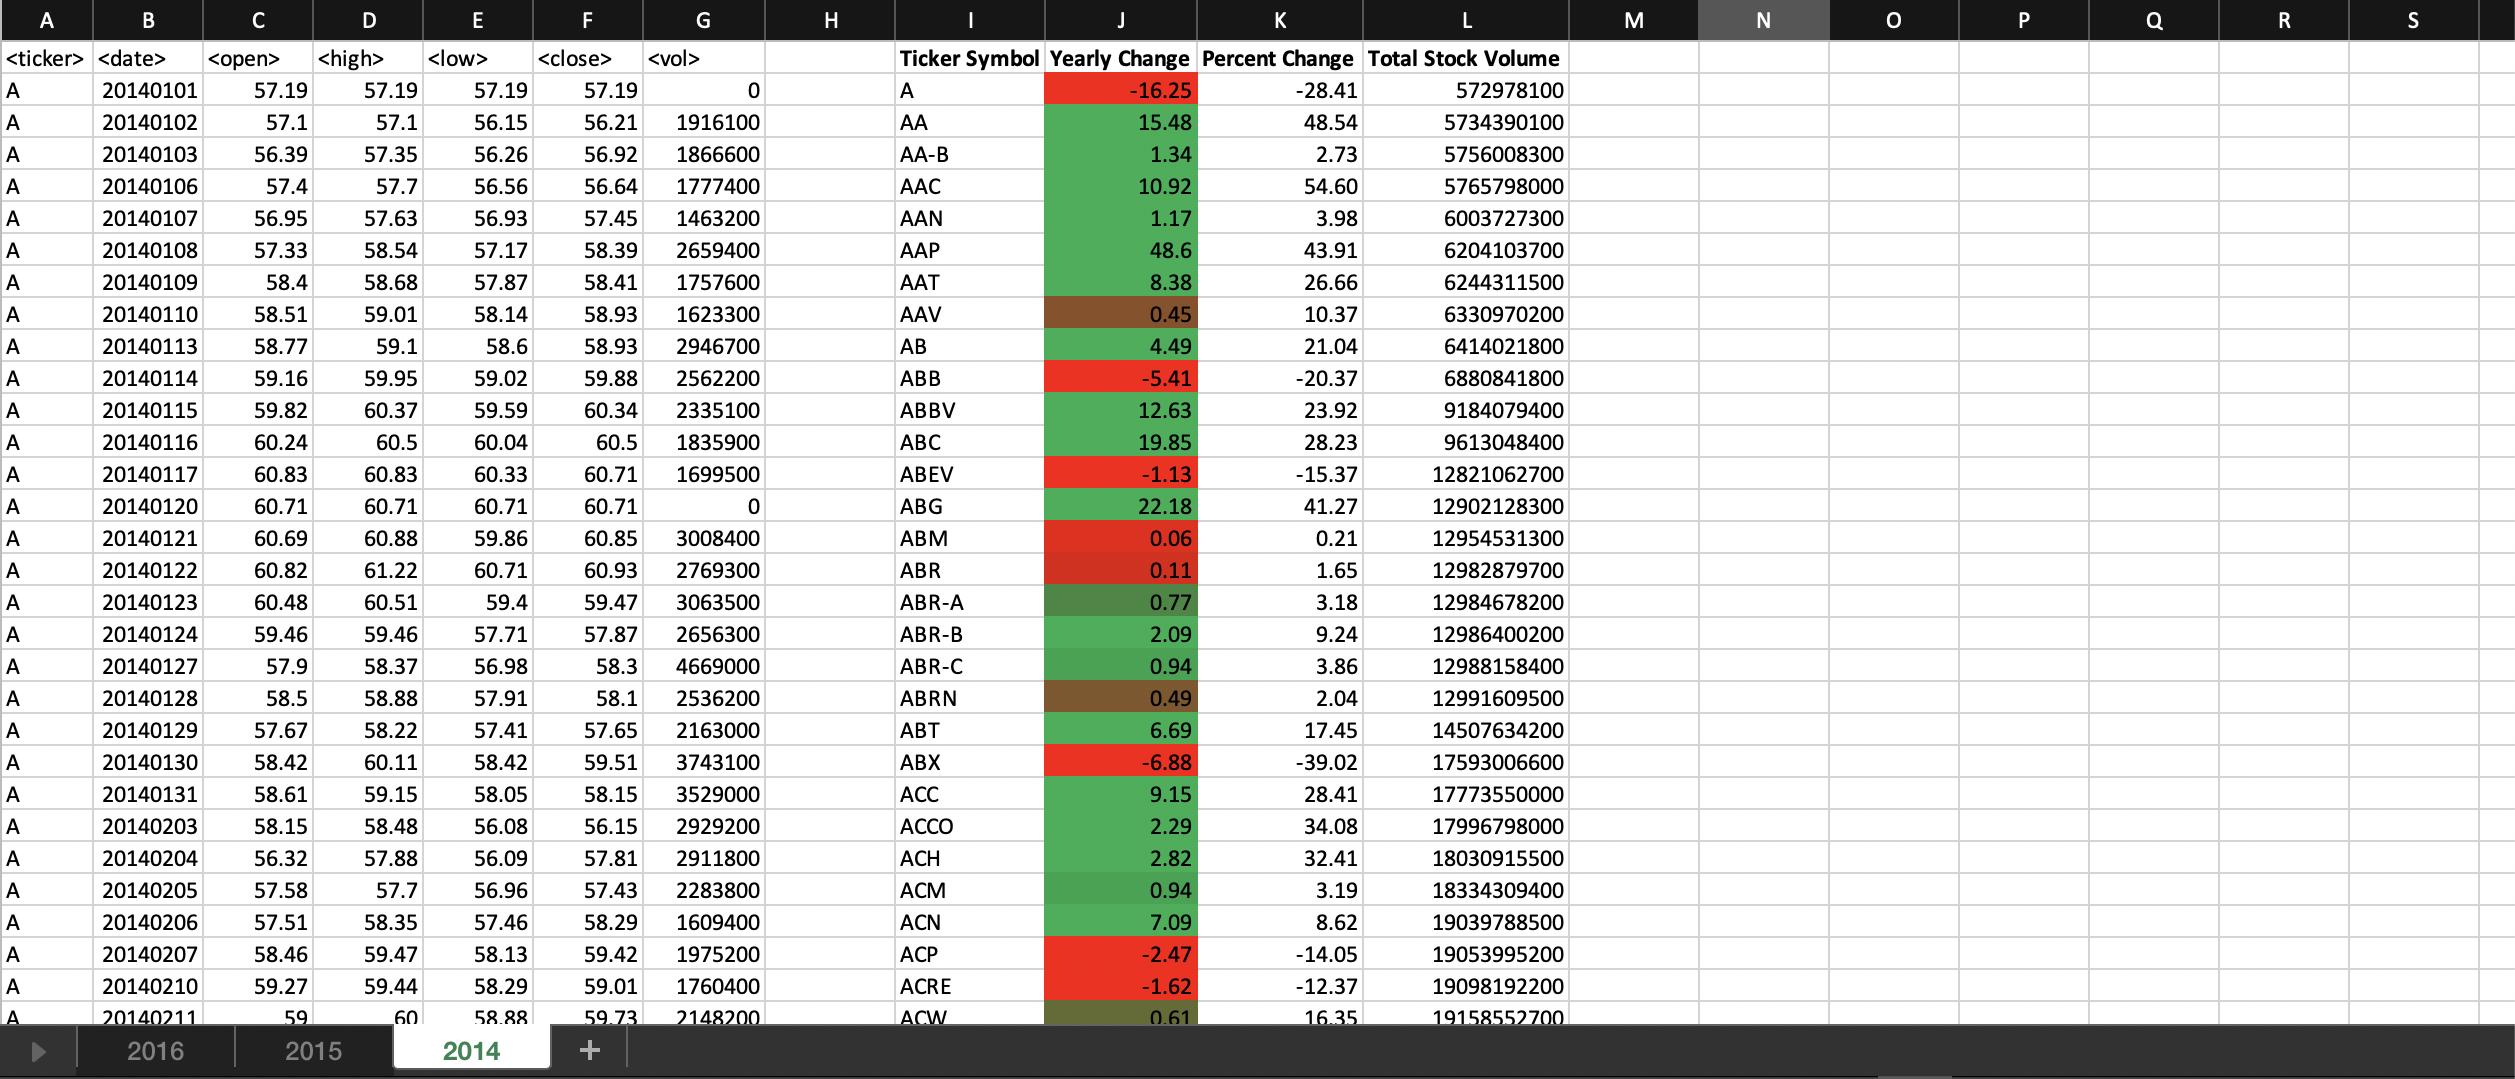 A B C D E F G H I J K L M N O P Q R S
<ticker> <date> <open> <high> <low> <close> <vol> Ticker Symbol Yearly Change Percent Change Total Stock Volume
A 20140101 57.19 57.19 57.19 57.19 0 A -16.25 -28.41 572978100
A 20140102 57.1 57.1 56.15 56.21 1916100 AA 15.48 48.54 5734390100
A 20140103 56.39 57.35 56.26 56.92 1866600 AA-B 1.34 2.73 5756008300
A 20140106 57.4 57.7 56.56 56.64 1777400 AAC 10.92 54.60 5765798000
A 20140107 56.95 57.63 56.93 57.45 1463200 AAN 1.17 3.98 6003727300
A 20140108 57.33 58.54 57.17 58.39 2659400 AAP 48.6 43.91 6204103700
A 20140109 58.4 58.68 57.87 58.41 1757600 AAT 8.38 26.66 6244311500
A 20140110 58.51 59.01 58.14 58.93 1623300 AAV 0.45 10.37 6330970200
A 20140113 58.77 59.1 58.6 58.93 2946700 AB 4.49 21.04 6414021800
A 20140114 59.16 59.95 59.02 59.88 2562200 ABB -5.41 -20.37 6880841800
A 20140115 59.82 60.37 59.59 60.34 2335100 ABBV 12.63 23.92 9184079400
A 20140116 60.24 60.5 60.04 60.5 1835900 ABC 19.85 28.23 9613048400
A 20140117 60.83 60.83 60.33 60.71 1699500 ABEV -1.13 -15.37 12821062700
A 20140120 60.71 60.71 60.71 60.71 0 ABG 22.18 41.27 12902128300
A 20140121 60.69 60.88 59.86 60.85 3008400 ABM 0.06 0.21 12954531300
A 20140122 60.82 61.22 60.71 60.93 2769300 ABR 0.11 1.65 12982879700
A 20140123 60.48 60.51 59.4 59.47 3063500 ABR-A 0.77 3.18 12984678200
A 20140124 59.46 59.46 57.71 57.87 2656300 ABR-B 2.09 9.24 12986400200
A 20140127 57.9 58.37 56.98 58.3 4669000 ABR-C 0.94 3.86 12988158400
A 20140128 58.5 58.88 57.91 58.1 2536200 ABRN 0.49 2.04 12991609500
A 20140129 57.67 58.22 57.41 57.65 2163000 ABT 6.69 17.45 14507634200
A 20140130 58.42 60.11 58.42 59.51 3743100 ABX -6.88 -39.02 17593006600
A 20140131 58.61 59.15 58.05 58.15 3529000 ACC 9.15 28.41 17773550000
A 20140203 58.15 58.48 56.08 56.15 2929200 ACCO 2.29 34.08 17996798000
A 20140204 56.32 57.88 56.09 57.81 2911800 ACH 2.82 32.41 18030915500
A 20140205 57.58 57.7 56.96 57.43 2283800 ACM 0.94 3.19 18334309400
A 20140206 57.51 58.35 57.46 58.29 1609400 ACN 7.09 8.62 19039788500
A 20140207 58.46 59.47 58.13 59.42 1975200 ACP -2.47 -14.05 19053995200
A 20140210 59.27 59.44 58.29 59.01 1760400 ACRE -1.62 -12.37 19098192200
A 20140211 59 60 58.88 59.73 2148200 ACW 0.61 16.35 19158552700
2016 2015 2014 +